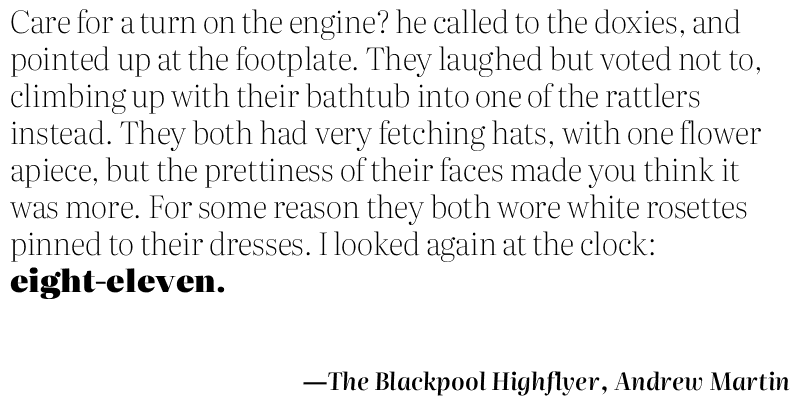 Care for a turn on the engine? he called to the doxies, and
pointed up at the footplate. They laughed but voted not to,
climbing up with their bathtub into one of the rattlers
instead. They both had very fetching hats, with one flower
apiece, but the prettiness of their faces made you think it
was more. For some reason they both wore white rosettes
pinned to their dresses. I looked again at the clock:
eight-eleven.
—The Blackpool Highflyer, Andrew Martin